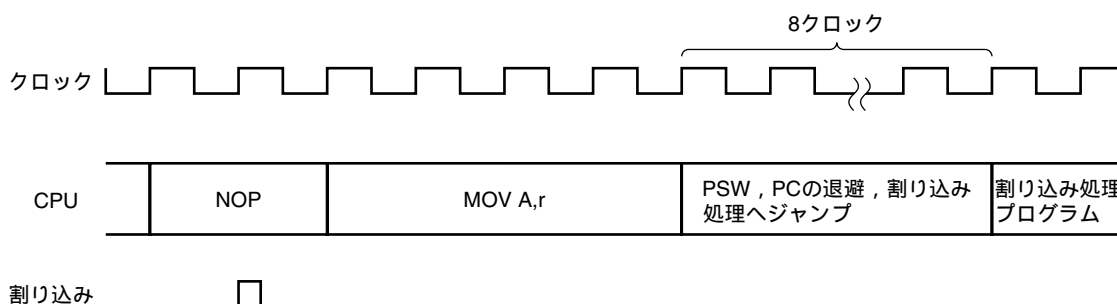 8クロック
クロック
CPU
NOP
MOV A,r
PSW，PCの退避，割り込み
処理へジャンプ
割り込み処理
プログラム
割り込み